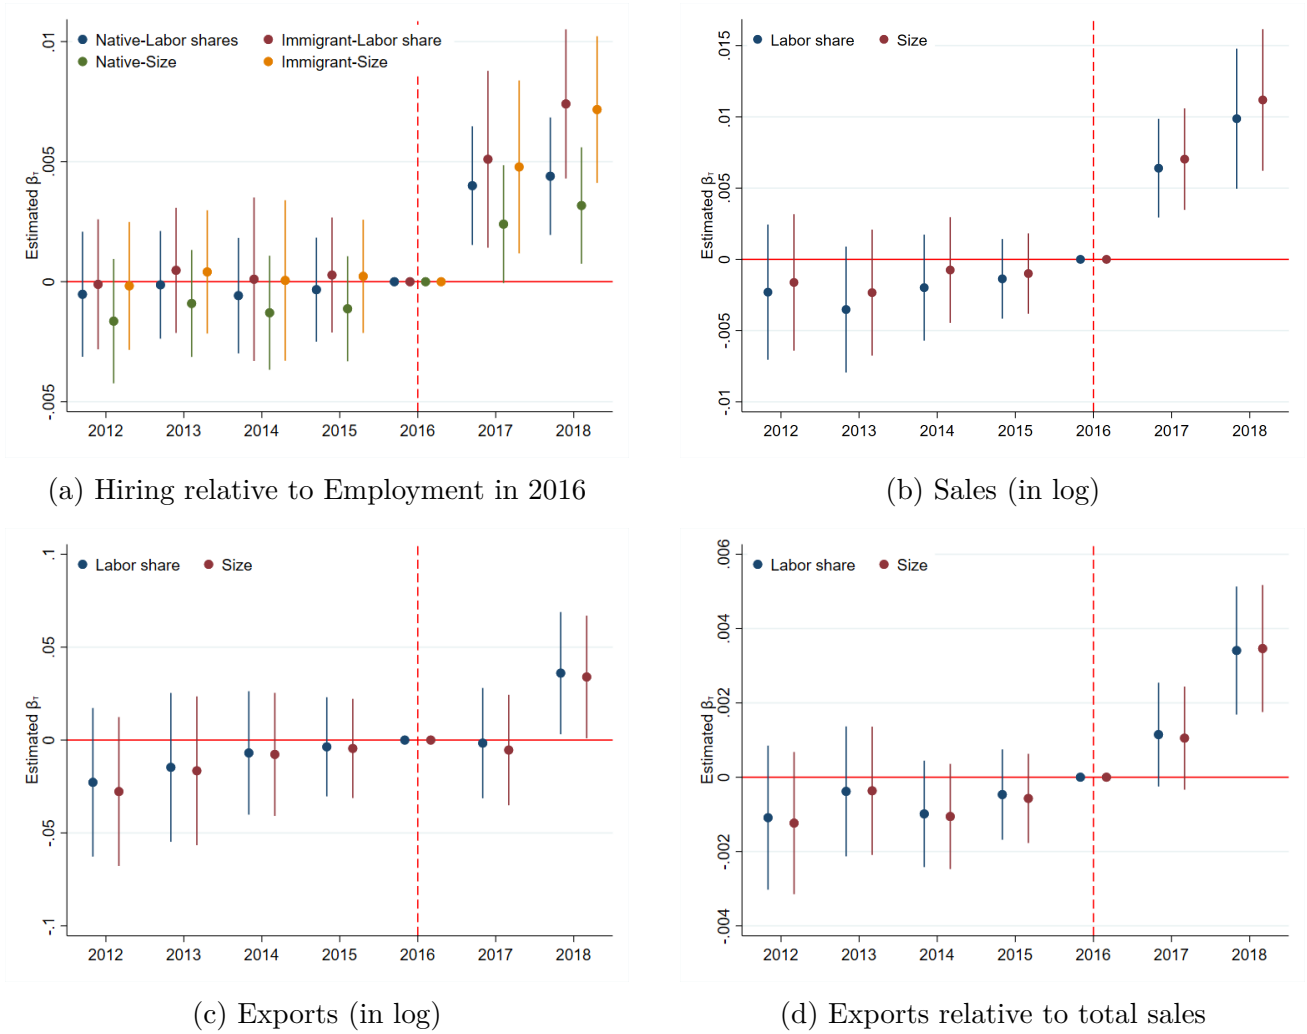 Native-Labor shares
Immigrant-Labor share
Native-Size
Immigrant-Size
Estimated βτ
.01
.005
0
-.005
2012 2013 2014 2015 2016 2017 2018
(a) Hiring relative to Employment in 2016
Labor share
Size
Estimated βτ
.015
.01
.005
0
-.005
-.01
2012 2013 2014 2015 2016 2017 2018
(b) Sales (in log)
Labor share
Size
Estimated βτ
.1
.05
0
-.05
-.1
2012 2013 2014 2015 2016 2017 2018
(c) Exports (in log)
Labor share
Size
Estimated βτ
.006
.004
.002
0
-.002
-.004
2012 2013 2014 2015 2016 2017 2018
(d) Exports relative to total sales